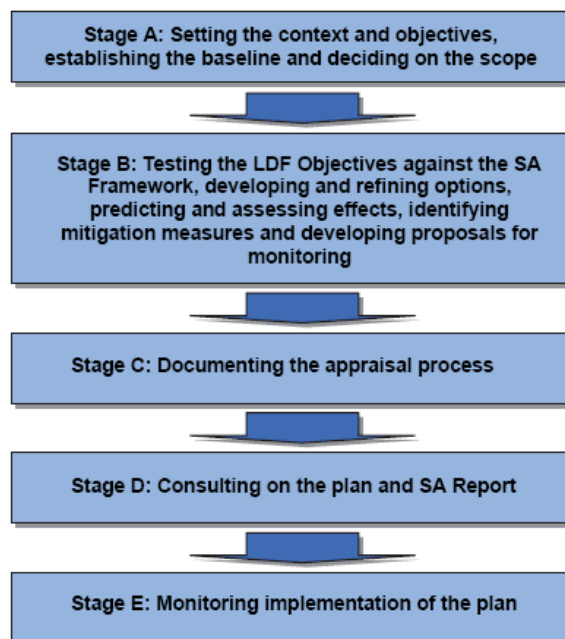 Stage A: Setting the context and objectives,
establishing the baseline and deciding on the scope
Stage B: Testing the LDF Objectives against the SA
Framework, developing and refining options,
predicting and assessing effects, identifying
mitigation measures and developing proposals for
monitoring
Stage C: Documenting the appraisal process
Stage D: Consulting on the plan and SA Report
Stage E: Monitoring implementation of the plan